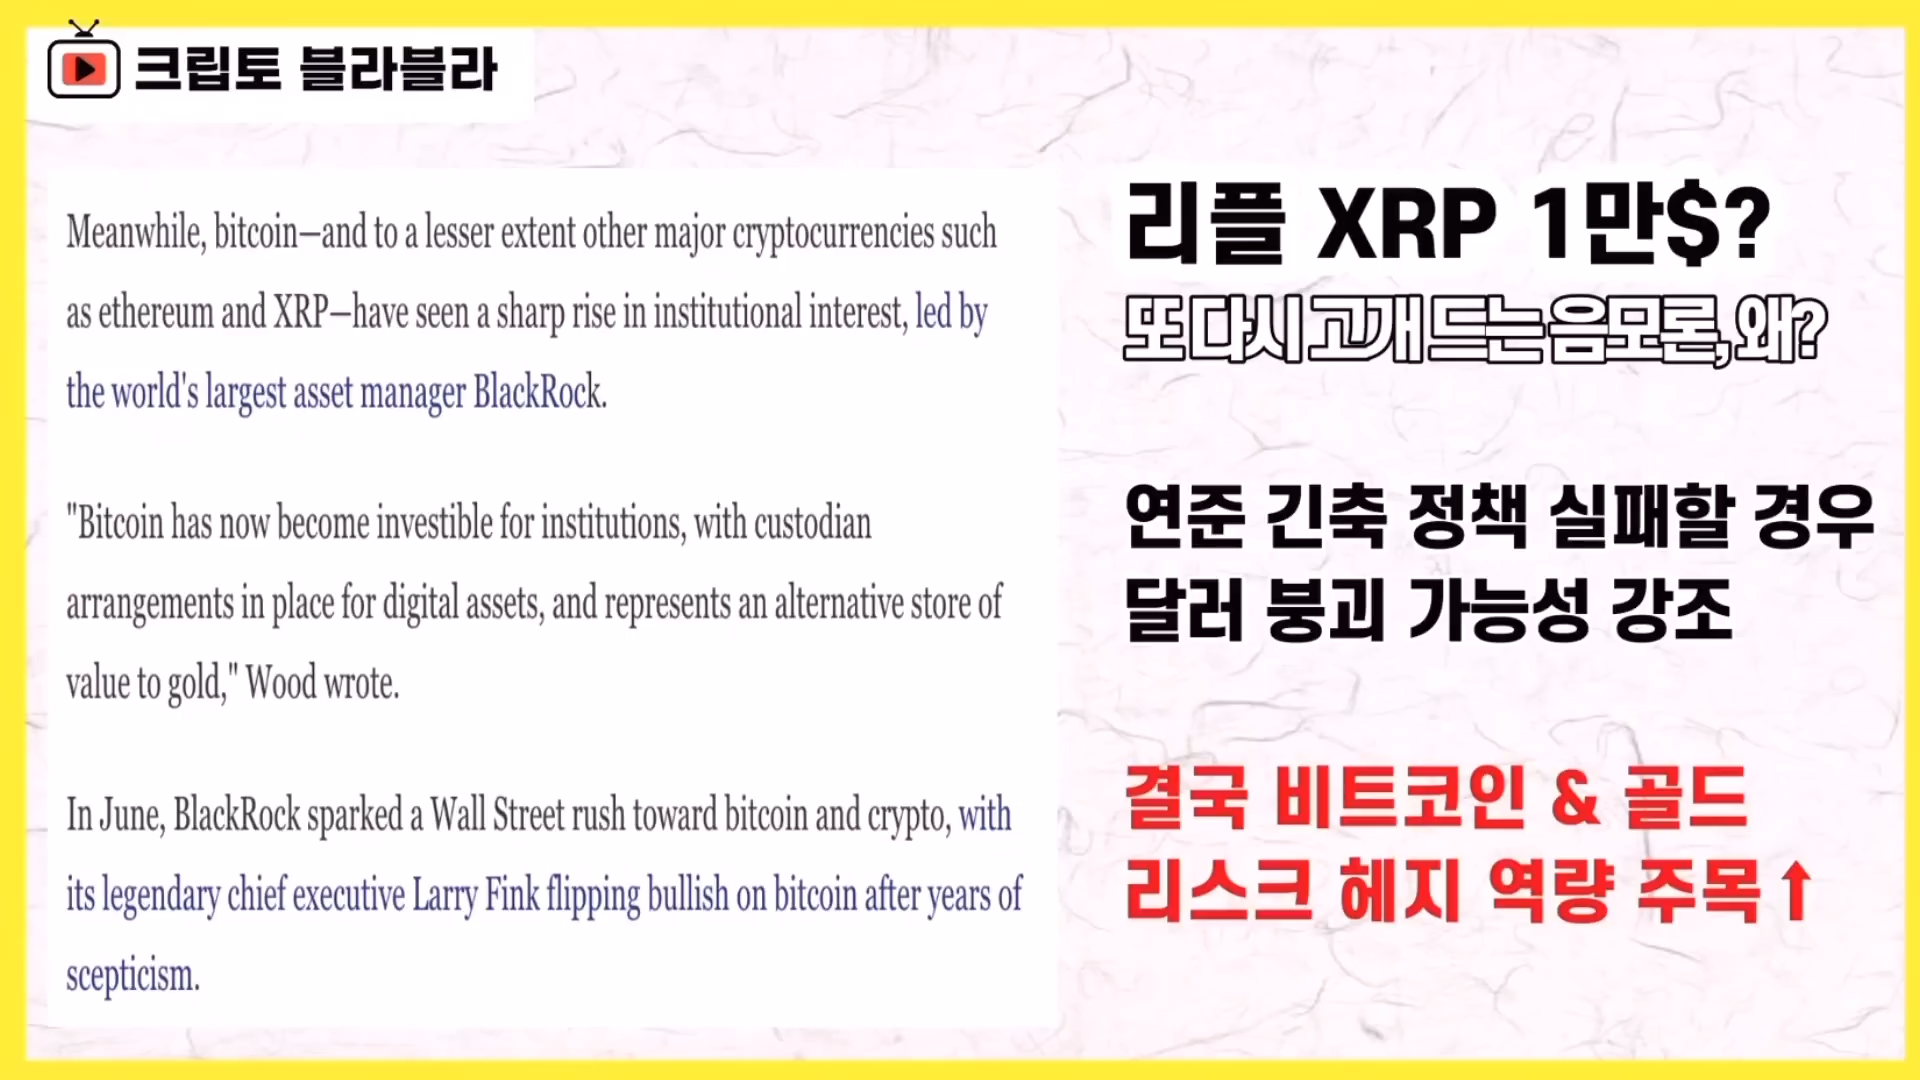 크립토 블라블라
Meanwhile, bitcoin—and to a lesser extent other major cryptocurrencies such
as ethereum and XRP—have seen a sharp rise in institutional interest, led by
the world's largest asset manager BlackRock.
"Bitcoin has now become investible for institutions, with custodian
arrangements in place for digital assets, and represents an alternative store of
value to gold," Wood wrote.
In June, BlackRock sparked a Wall Street rush toward bitcoin and crypto, with
its legendary chief executive Larry Fink flipping bullish on bitcoin after years of
scepticism.
리플 XRP 1만$?
또 다시 고개 드는 음모론, 왜?
연준 긴축 정책 실패할 경우
달러 붕괴 가능성 강조
결국 비트코인 & 골드
리스크 헤지 역량 주목↑